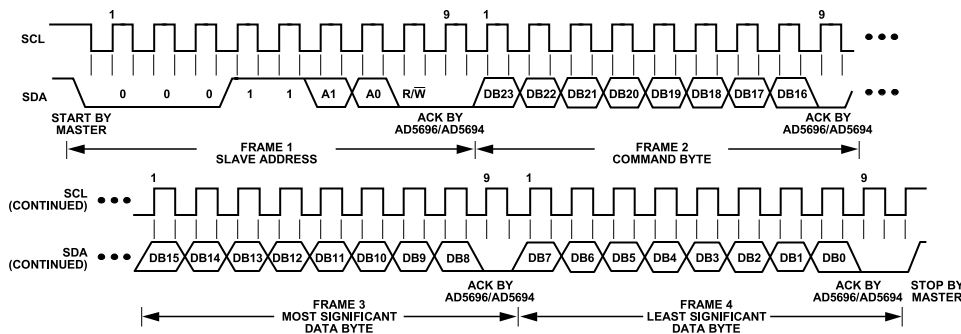 1 9 1 9
SCL
SDA 0 0 0 1 1 A1 A0 R/W̅ DB23 DB22 DB21 DB20 DB19 DB18 DB17 DB16
START BY MASTER
ACK BY AD5696/AD5694
ACK BY AD5696/AD5694
FRAME 1
SLAVE ADDRESS
FRAME 2
COMMAND BYTE
1 9 1 9
SCL
(CONTINUED)
SDA
(CONTINUED)
DB15 DB14 DB13 DB12 DB11 DB10 DB9 DB8 DB7 DB6 DB5 DB4 DB3 DB2 DB1 DB0
ACK BY
AD5696/AD5694
ACK BY
AD5696/AD5694
STOP BY
MASTER
FRAME 3
MOST SIGNIFICANT
DATA BYTE
FRAME 4
LEAST SIGNIFICANT
DATA BYTE